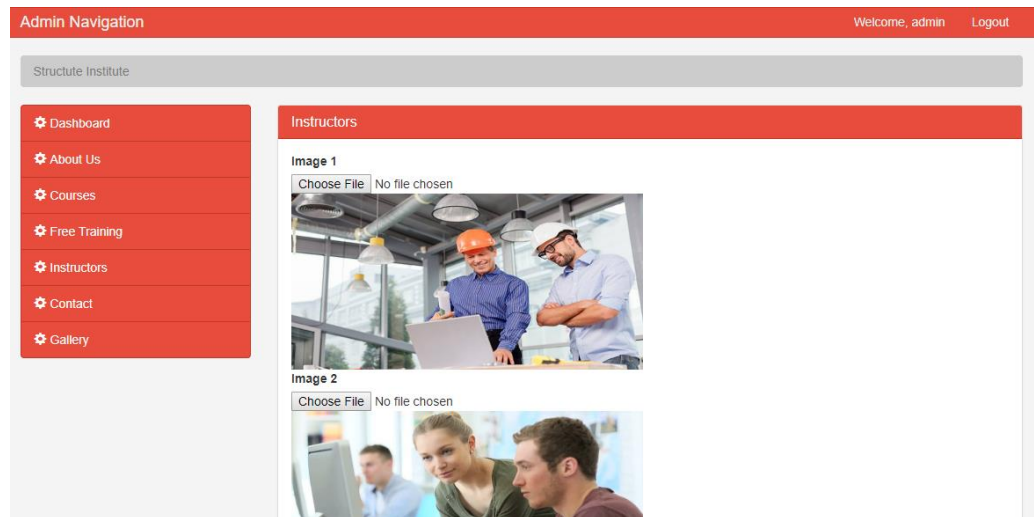 Admin Navigation
Welcome, admin Logout
Structute Institute
Dashboard
About Us
Courses
Free Training
Instructors
Contact
Gallery
Instructors
Image 1
Choose File No file chosen
Image 2
Choose File No file chosen